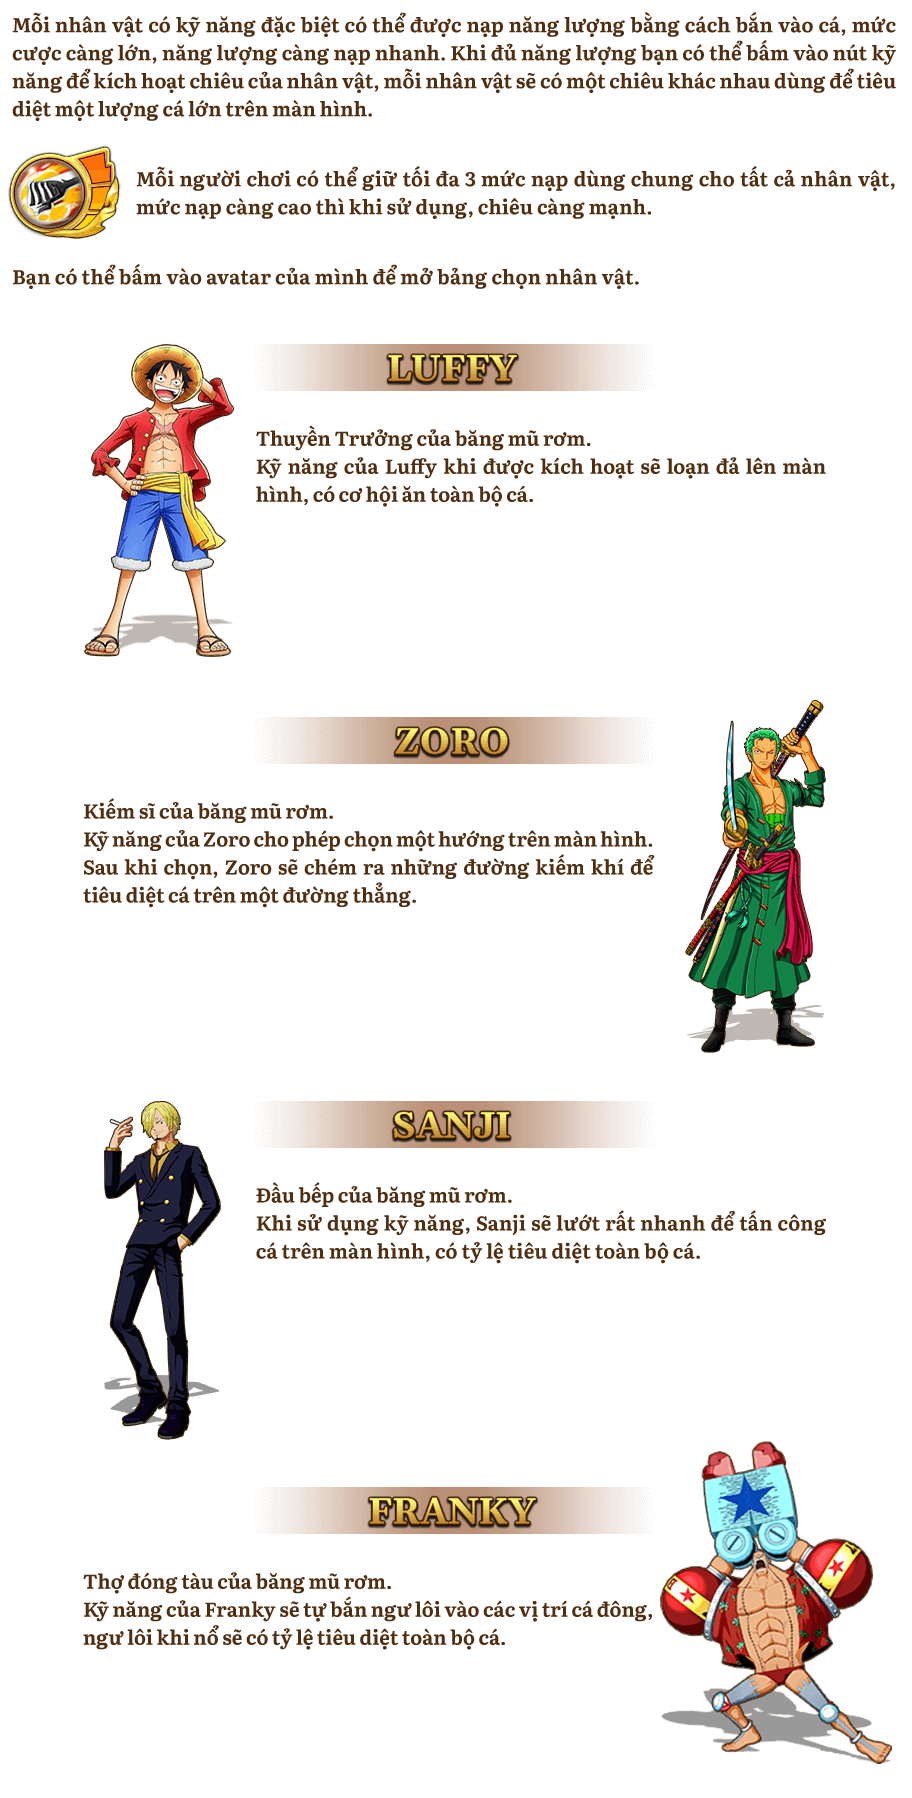 Mỗi nhân vật có kỹ năng đặc biệt có thể được nạp năng lượng bằng cách bắn vào cá, mức
cược càng lớn, năng lượng càng nạp nhanh. Khi đủ năng lượng bạn có thể bấm vào nút kỹ
năng để kích hoạt chiêu của nhân vật, mỗi nhân vật sẽ có một chiêu khác nhau dùng để tiêu
diệt một lượng cá lớn trên màn hình.
Mỗi người chơi có thể giữ tối đa 3 mức nạp dùng chung cho tất cả nhân vật,
mức nạp càng cao thì khi sử dụng, chiêu càng mạnh.
Bạn có thể bấm vào avatar của mình để mở bảng chọn nhân vật.
LUFFY
Thuyền Trưởng của băng mũ rơm.
Kỹ năng của Luffy khi được kích hoạt sẽ loạn đả lên màn
hình, có cơ hội ăn toàn bộ cá.
ZORO
Kiếm sĩ của băng mũ rơm.
Kỹ năng của Zoro cho phép chọn một hướng trên màn hình.
Sau khi chọn, Zoro sẽ chém ra những đường kiếm khí để
tiêu diệt cá trên một đường thẳng.
SANJI
Đầu bếp của băng mũ rơm.
Khi sử dụng kỹ năng, Sanji sẽ lướt rất nhanh để tấn công
cá trên màn hình, có tỷ lệ tiêu diệt toàn bộ cá.
FRANKY
Thợ đóng tàu của băng mũ rơm.
Kỹ năng của Franky sẽ tự bắn ngư lôi vào các vị trí cá đông,
ngư lôi khi nổ sẽ có tỷ lệ tiêu diệt toàn bộ cá.